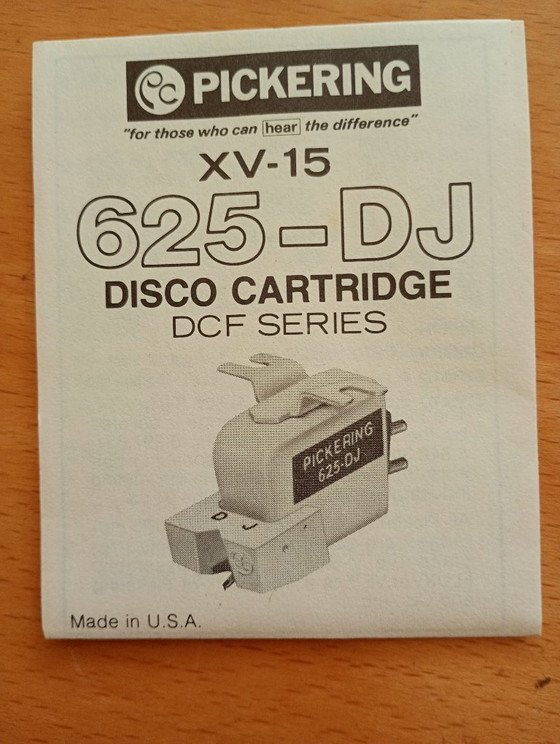 PC PICKERING
"for those who can hear the difference"
XV-15
625-DJ
DISCO CARTRIDGE
DCF SERIES
PICKERING
625-DJ
D J
Made in U.S.A.